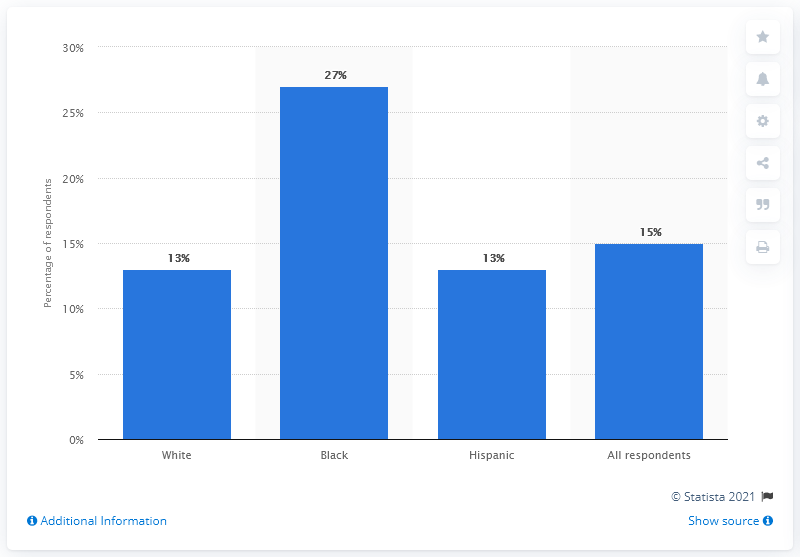 30%
27%
25%
Percentage of respondents
20%
15%
15%
13%
13%
10%
5%
0%
White
Black
Hispanic
All respondents
© Statista 2021
Additional Information
Show source